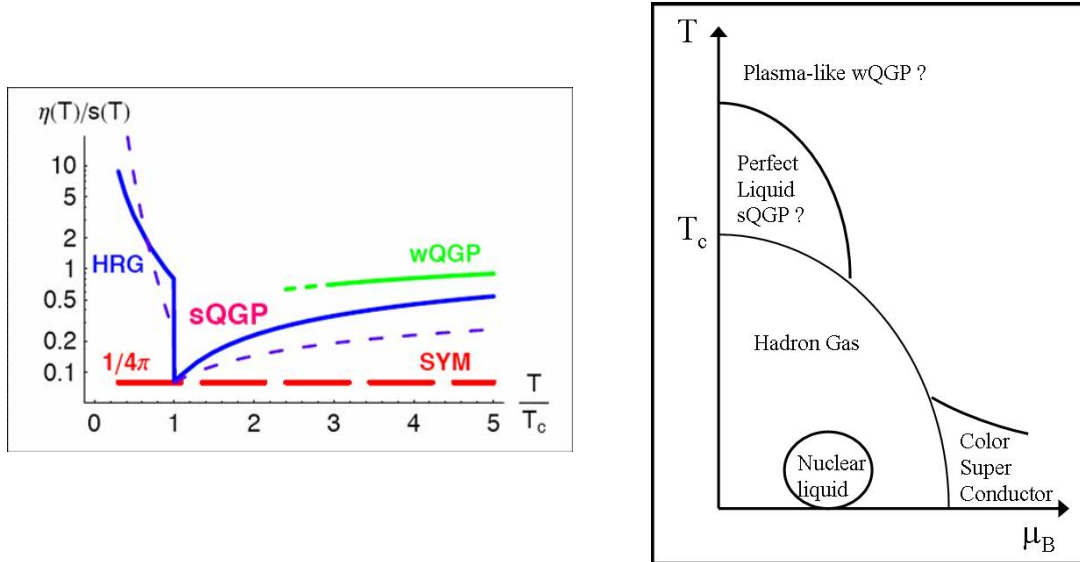 η(T)/s(T)
10
5
2
1
0.5
0.2
0.1
HRG
sQGP
wQGP
1/4π
SYM
0 1 2 3 4 5
T
T_c
T
Plasma-like wQGP ?
Perfect
Liquid
sQGP ?
T_c
Hadron Gas
Nuclear
liquid
Color
Super
Conductor
μ_B